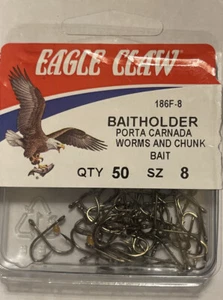 EAGLE CLAW
186F-8
BAITHOLDER
PORTA CARNADA
WORMS AND CHUNK
BAIT
QTY 50 SZ 8